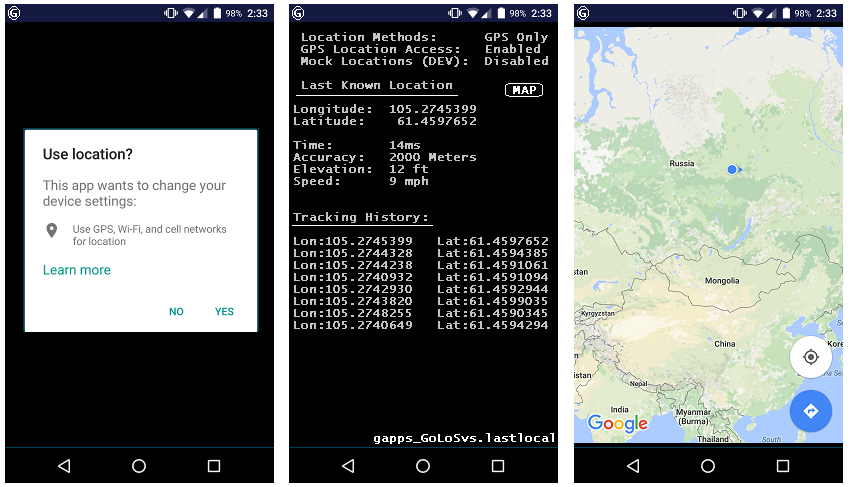 G
98% 2:33
Use location?
This app wants to change your
device settings:
Use GPS, Wi-Fi, and cell networks
for location
Learn more
NO YES
G
98% 2:33
Location Methods: GPS Only
GPS Location Access: Enabled
Mock Locations (DEV): Disabled
Last Known Location
MAP
Longitude: 105.2745399
Latitude: 61.4597652
Time: 14ms
Accuracy: 2000 Meters
Elevation: 12 ft
Speed: 9 mph
Tracking History:
Lon:105.2745399 Lat:61.4597652
Lon:105.2744328 Lat:61.4594385
Lon:105.2744238 Lat:61.4591061
Lon:105.2740932 Lat:61.4591094
Lon:105.2742930 Lat:61.4592944
Lon:105.2743820 Lat:61.4599035
Lon:105.2748255 Lat:61.4590345
Lon:105.2740649 Lat:61.4594294
gapps_GoLoSvs.lastlocal
G
98% 2:33
Russia
stan
Mongolia
Kyrgyzstan
China
Kore
istan
Nepal
India
Myanmar
(Burma)
Google
Thailand
South